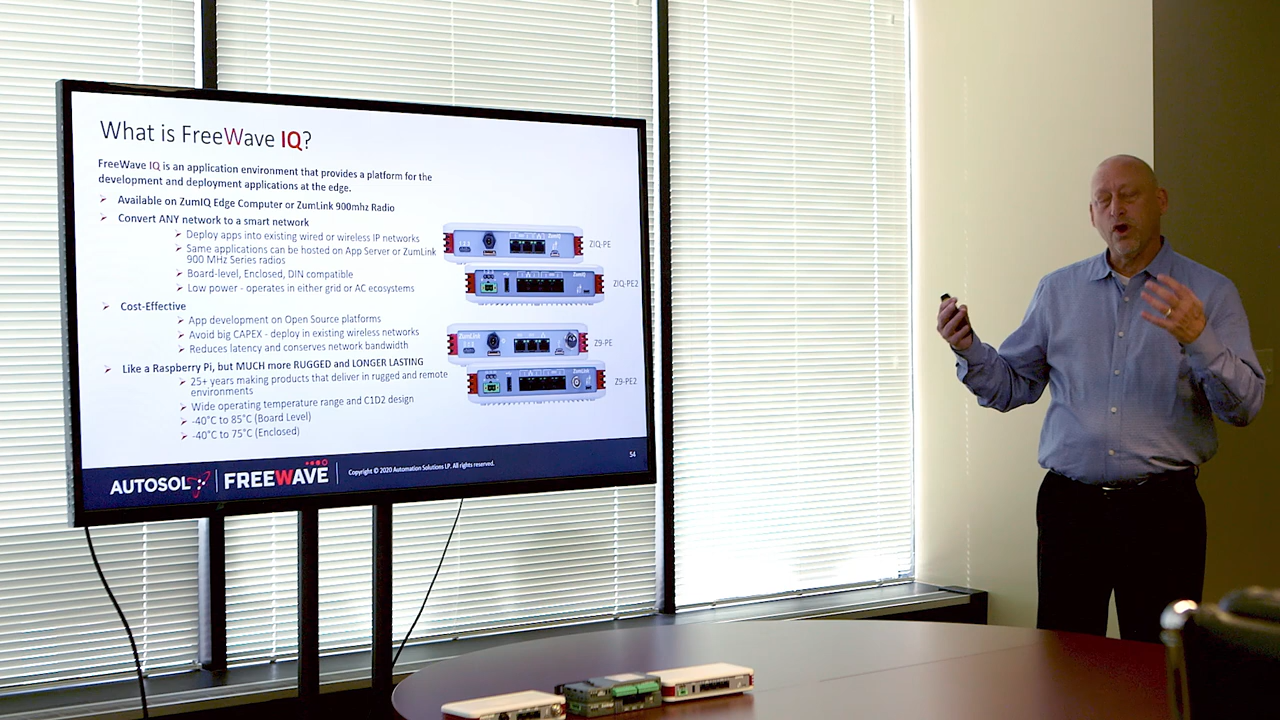 What is FreeWave IQ?
FreeWave IQ is an application environment that provides a platform for the
development and deployment applications at the edge.
Available on ZumIQ Edge Computer or ZumLink 900mhz Radio
Convert ANY network to a smart network
Deploy apps into existing wired or wireless IP networks
Same applications can be hosted on App Server or ZumLink
900 MHz Series radios
Board-level, Enclosed, DIN compatible
Low power - operates in either grid or AC ecosystems
Cost-Effective
App development on Open Source platforms
Avoid big CAPEX - deploy in existing wireless networks
Reduces latency and conserves network bandwidth
Like a Raspberry Pi, but MUCH more RUGGED and LONGER LASTING
25+ years making products that deliver in rugged and remote
environments
Wide operating temperature range and C1D2 design
-40°C to 85°C (Board Level)
-40°C to 75°C (Enclosed)
ZumIQ
ZIQ-PE
ZumIQ
ZIQ-PE2
ZumLink
Z9-PE
ZumLink
Z9-PE2
AUTOSOL
FREEWAVE
Copyright © 2020 Automation Solutions LP. All rights reserved.
54